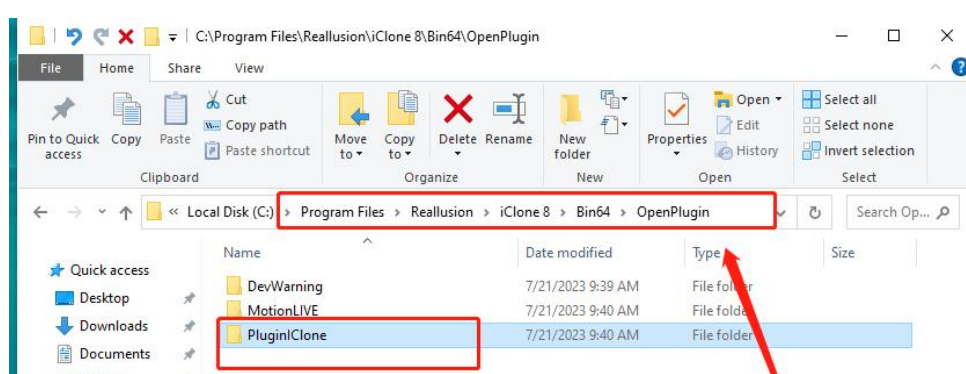 C:\Program Files\Reallusion\iClone 8\Bin64\OpenPlugin
File Home Share View
Pin to Quick access
Copy
Paste
Cut
Copy path
Paste shortcut
Move to
Copy to
Delete
Rename
New folder
Properties
Open
Edit
History
Select all
Select none
Invert selection
Clipboard Organize New Open Select
« Local Disk (C:) › Program Files › Reallusion › iClone 8 › Bin64 › OpenPlugin
Search Op...
Name Date modified Type Size
Quick access
Desktop
Downloads
Documents
DevWarning 7/21/2023 9:39 AM File folder
MotionLIVE 7/21/2023 9:40 AM File folder
PluginIClone 7/21/2023 9:40 AM File folder